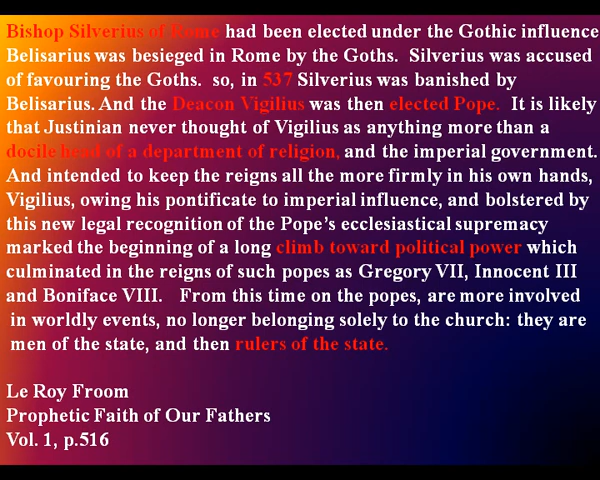 Bishop Silverius of Rome had been elected under the Gothic influence
Belisarius was besieged in Rome by the Goths.  Silverius was accused
of favouring the Goths.  so, in 537 Silverius was banished by
Belisarius. And the Deacon Vigilius was then elected Pope.  It is likely
that Justinian never thought of Vigilius as anything more than a
docile head of a department of religion, and the imperial government.
And intended to keep the reigns all the more firmly in his own hands,
Vigilius, owing his pontificate to imperial influence, and bolstered by
this new legal recognition of the Pope's ecclesiastical supremacy
marked the beginning of a long climb toward political power which
culminated in the reigns of such popes as Gregory VII, Innocent III
and Boniface VIII.   From this time on the popes, are more involved
in worldly events, no longer belonging solely to the church: they are
men of the state, and then rulers of the state.
Le Roy Froom
Prophetic Faith of Our Fathers
Vol. 1, p.516